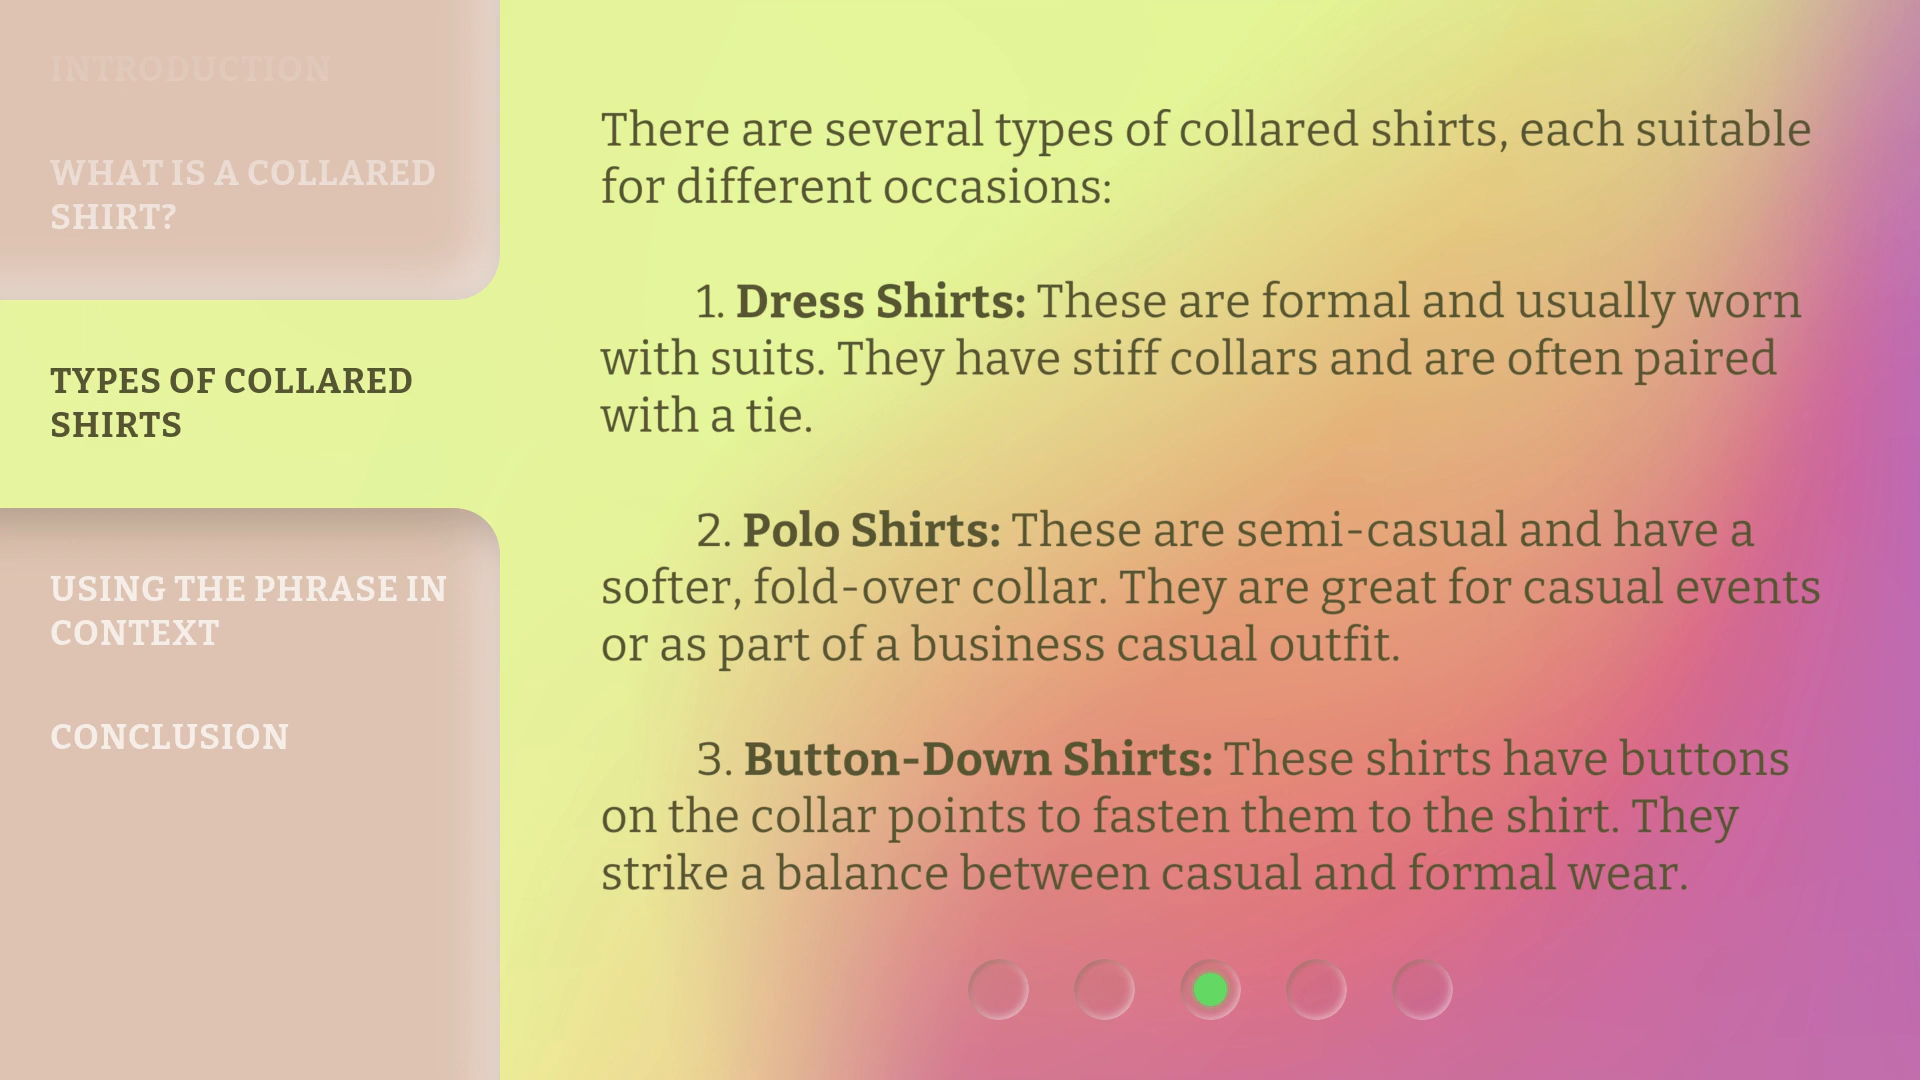 INTRODUCTION
WHAT IS A COLLARED
SHIRT?
TYPES OF COLLARED
SHIRTS
USING THE PHRASE IN
CONTEXT
CONCLUSION
There are several types of collared shirts, each suitable
for different occasions:
1. Dress Shirts: These are formal and usually worn
with suits. They have stiff collars and are often paired
with a tie.
2. Polo Shirts: These are semi-casual and have a
softer, fold-over collar. They are great for casual events
or as part of a business casual outfit.
3. Button-Down Shirts: These shirts have buttons
on the collar points to fasten them to the shirt. They
strike a balance between casual and formal wear.